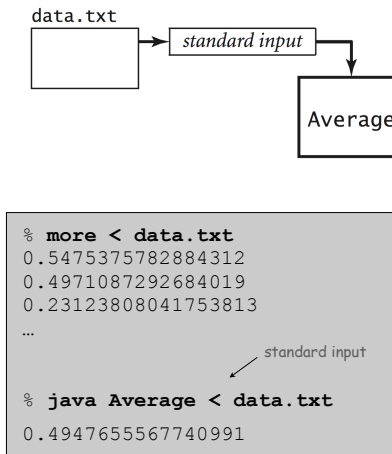 data.txt
standard input
Average
% more < data.txt
0.5475375782884312
0.4971087292684019
0.23123808041753813
…
standard input
% java Average < data.txt
0.4947655567740991